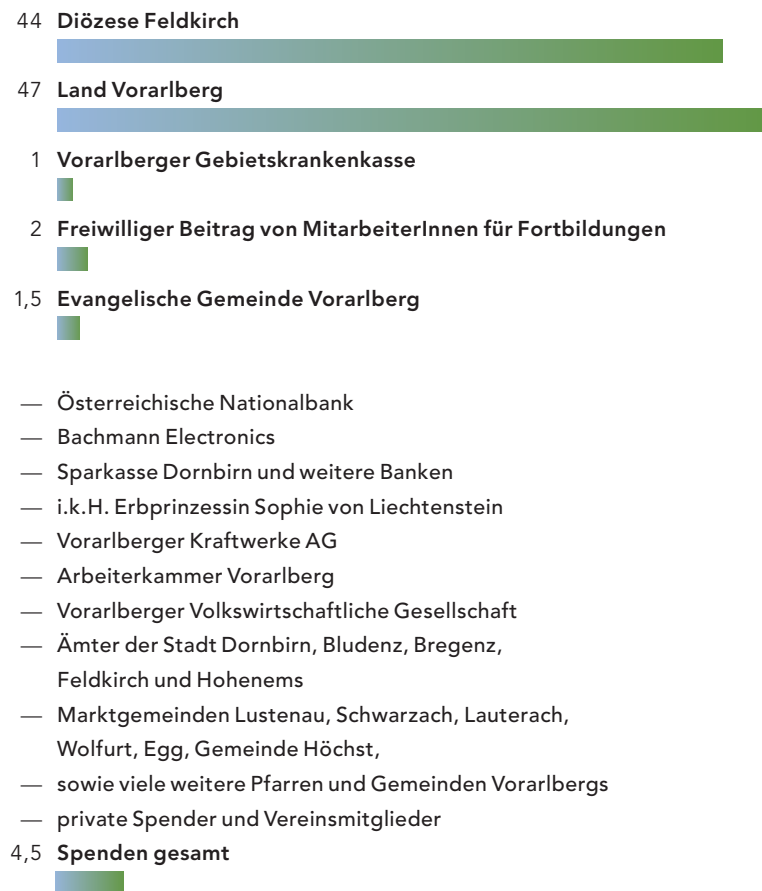 44 Diözese Feldkirch
47 Land Vorarlberg
1 Vorarlberger Gebietskrankenkasse
2 Freiwilliger Beitrag von MitarbeiterInnen für Fortbildungen
1,5 Evangelische Gemeinde Vorarlberg
— Österreichische Nationalbank
— Bachmann Electronics
— Sparkasse Dornbirn und weitere Banken
— i.k.H. Erbprinzessin Sophie von Liechtenstein
— Vorarlberger Kraftwerke AG
— Arbeiterkammer Vorarlberg
— Vorarlberger Volkswirtschaftliche Gesellschaft
— Ämter der Stadt Dornbirn, Bludenz, Bregenz,
Feldkirch und Hohenems
— Marktgemeinden Lustenau, Schwarzach, Lauterach,
Wolfurt, Egg, Gemeinde Höchst,
— sowie viele weitere Pfarren und Gemeinden Vorarlbergs
— private Spender und Vereinsmitglieder
4,5 Spenden gesamt